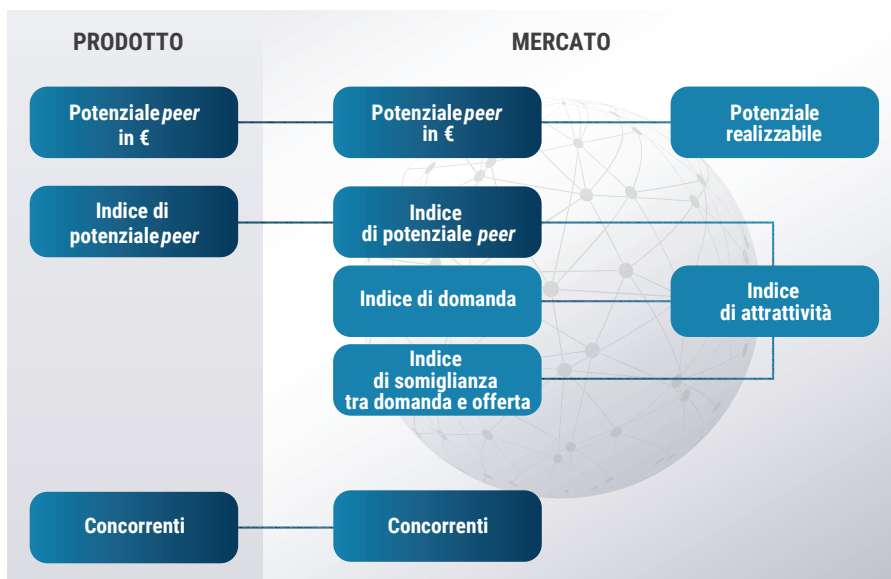 PRODOTTO
MERCATO
Potenziale peer
in €
Potenziale peer
in €
Potenziale
realizzabile
Indice di
potenziale peer
Indice
di potenziale peer
Indice di domanda
Indice
di attrattività
Indice
di somiglianza
tra domanda e offerta
Concorrenti
Concorrenti